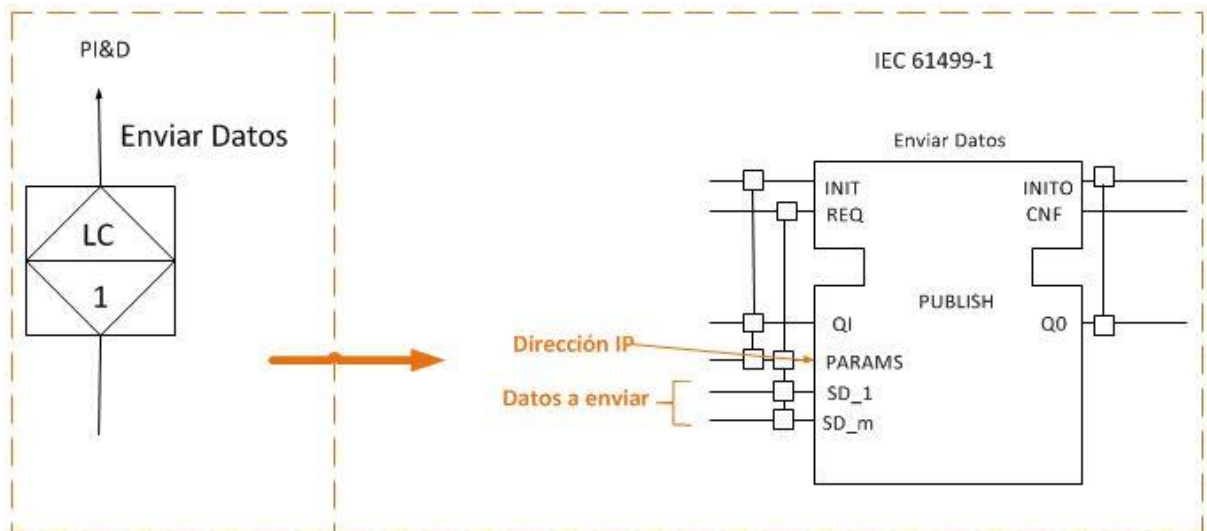 PI&D
Enviar Datos
LC
1
IEC 61499-1
Enviar Datos
INIT
INITO
REQ
CNF
PUBLISH
QI
Q0
Dirección IP
PARAMS
Datos a enviar
SD_1
SD_m